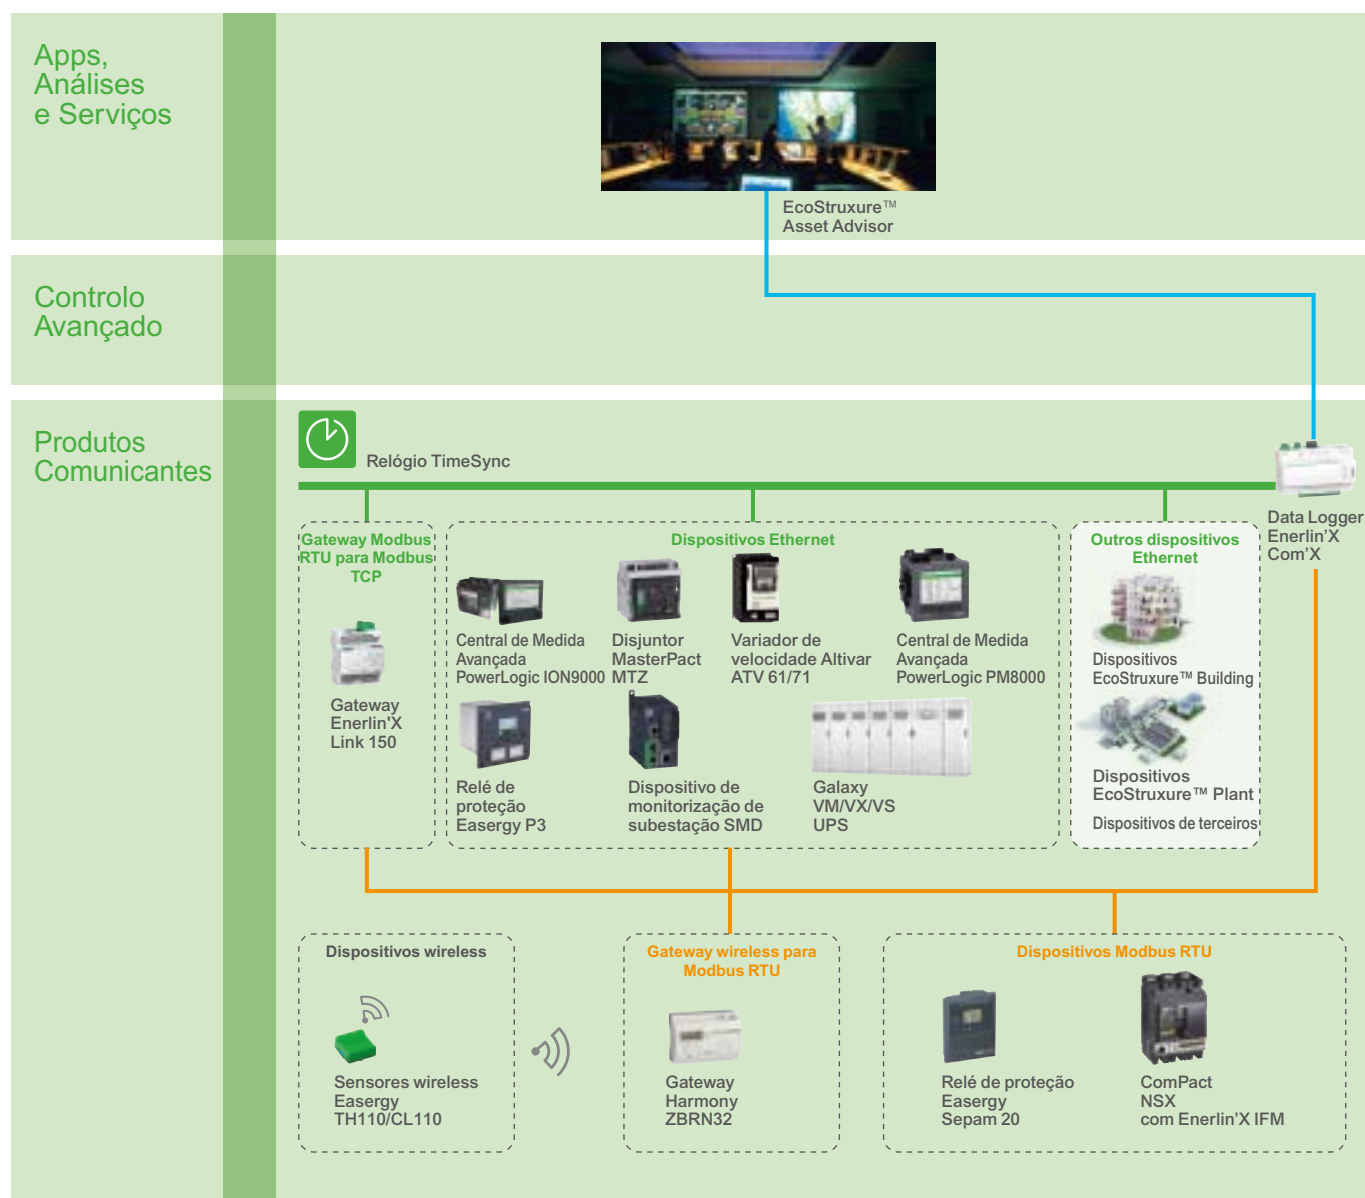 Apps,
Análises
e Serviços
EcoStruxure™
Asset Advisor
Controlo
Avançado
Produtos
Comunicantes
Relógio TimeSync
Data Logger
Enerlin’X
Com’X
Gateway Modbus
RTU para Modbus
TCP
Gateway
Enerlin'X
Link 150
Dispositivos Ethernet
Central de Medida
Avançada
PowerLogic ION9000
Disjuntor
MasterPact
MTZ
Variador de
velocidade Altivar
ATV 61/71
Central de Medida
Avançada
PowerLogic PM8000
Relé de
proteção
Easergy P3
Dispositivo de
monitorização de
subestação SMD
Galaxy
VM/VX/VS
UPS
Outros dispositivos
Ethernet
Dispositivos
EcoStruxure™ Building
Dispositivos
EcoStruxure™ Plant
Dispositivos de terceiros
Dispositivos wireless
Sensores wireless
Easergy
TH110/CL110
Gateway wireless para
Modbus RTU
Gateway
Harmony
ZBRN32
Dispositivos Modbus RTU
Relé de proteção
Easergy
Sepam 20
ComPact
NSX
com Enerlin’X IFM